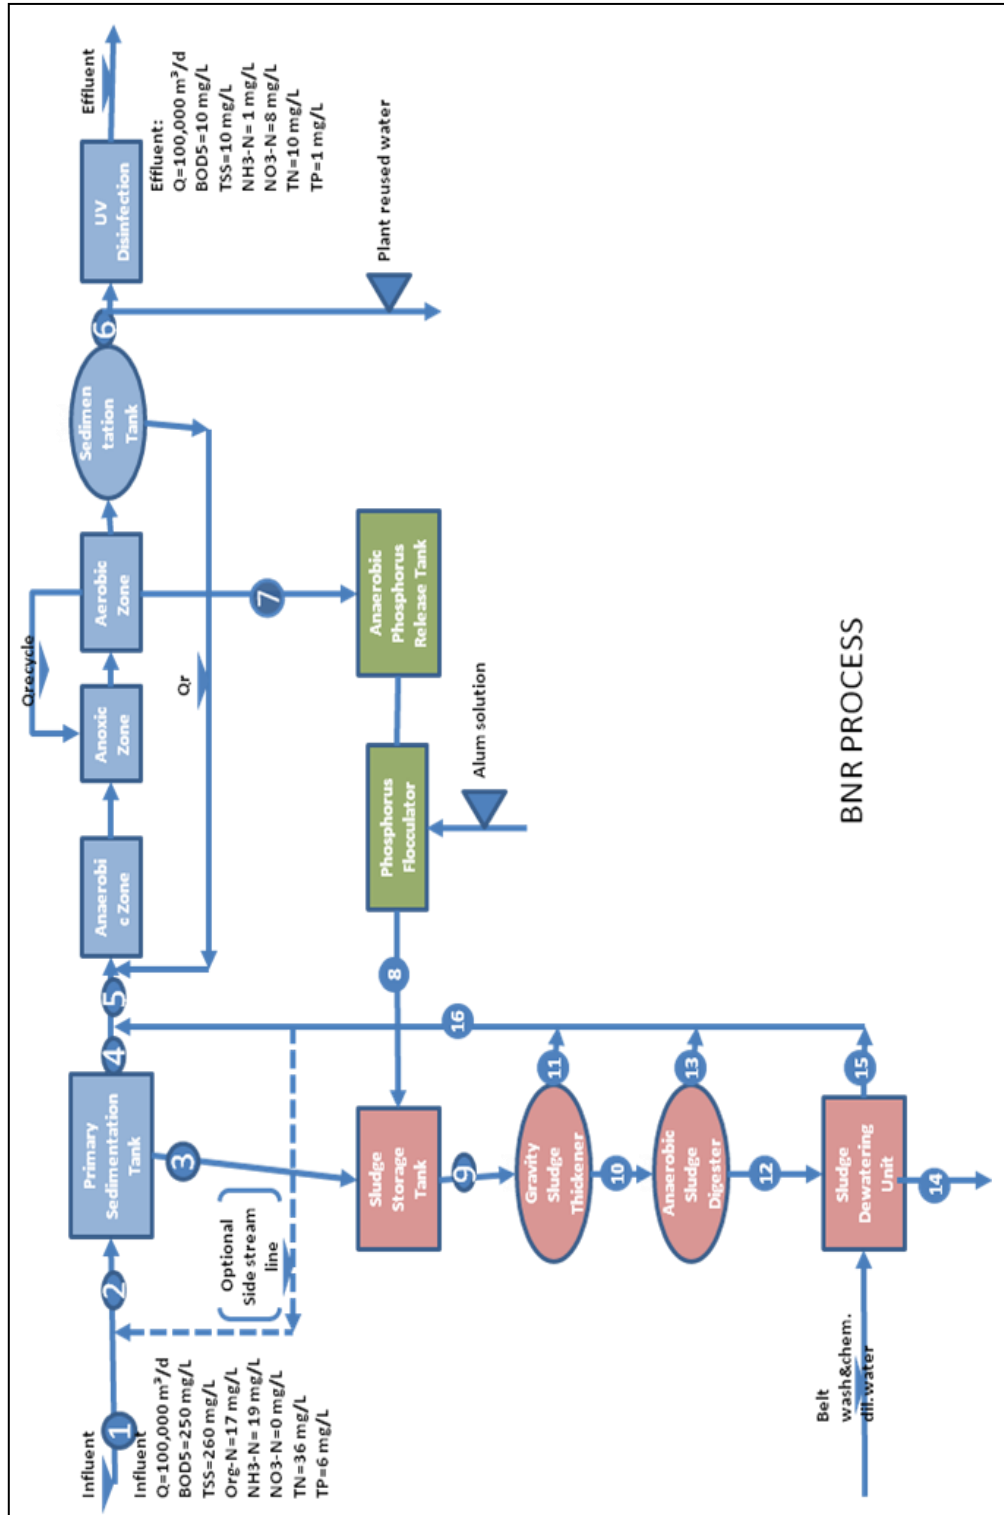 Influent
1
Influent
Q=100,000 m³/d
BOD5=250 mg/L
TSS=260 mg/L
Org-N=17 mg/L
NH3-N= 19 mg/L
NO3-N=0 mg/L
TN=36 mg/L
TP=6 mg/L
2
Primary
Sedimentation
Tank
3
4
5
Anaerobi
c Zone
Anoxic
Zone
Aerobic
Zone
Qrecycle
Qr
Sedimen
tation
Tank
6
UV
Disinfection
Effluent
Effluent:
Q=100,000 m³/d
BOD5=10 mg/L
TSS=10 mg/L
NH3-N= 1 mg/L
NO3-N=8 mg/L
TN=10 mg/L
TP=1 mg/L
Plant reused water
7
Anaerobic
Phosphorus
Release Tank
Phosphorus
Flocculator
Alum solution
8
Optional
Side stream
line
Sludge
Storage
Tank
9
Gravity
Sludge
Thickener
10
11
16
Anaerobic
Sludge
Digester
12
13
Sludge
Dewatering
Unit
14
15
Belt
wash&chem.
dil.water
BNR PROCESS